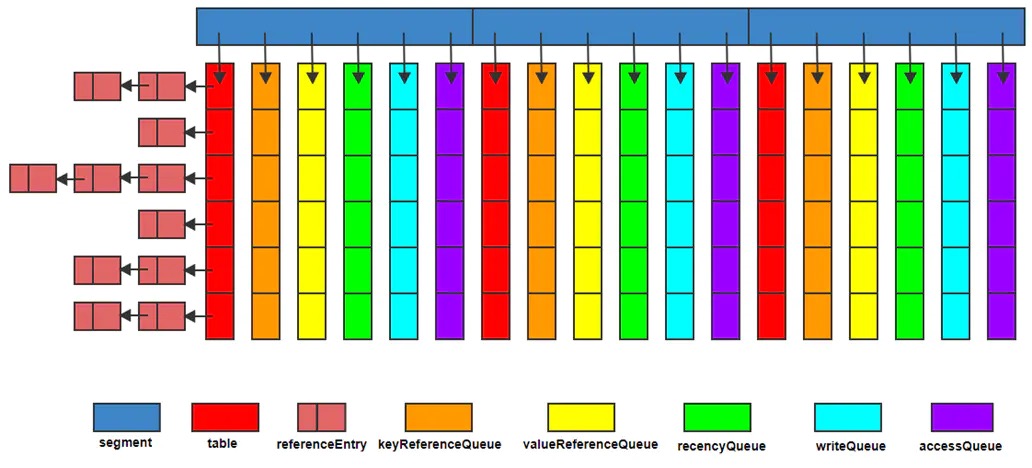 segment
table
referenceEntry
keyReferenceQueue
valueReferenceQueue
recencyQueue
writeQueue
accessQueue